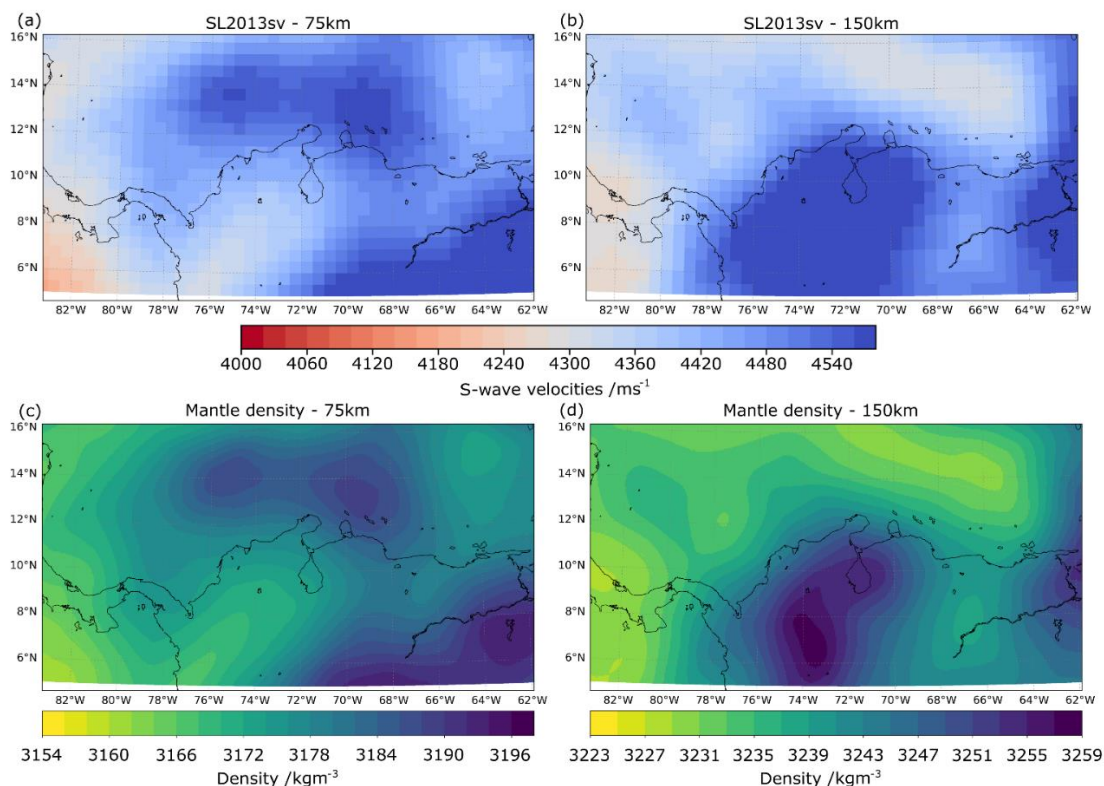 (a) SL2013sv - 75km
(b) SL2013sv - 150km
16°N
14°N
12°N
10°N
8°N
6°N
82°W 80°W 78°W 76°W 74°W 72°W 70°W 68°W 66°W 64°W 62°W
16°N
14°N
12°N
10°N
8°N
6°N
82°W 80°W 78°W 76°W 74°W 72°W 70°W 68°W 66°W 64°W 62°W
4000 4060 4120 4180 4240 4300 4360 4420 4480 4540
S-wave velocities /ms⁻¹
(c) Mantle density - 75km
(d) Mantle density - 150km
16°N
14°N
12°N
10°N
8°N
6°N
82°W 80°W 78°W 76°W 74°W 72°W 70°W 68°W 66°W 64°W 62°W
16°N
14°N
12°N
10°N
8°N
6°N
82°W 80°W 78°W 76°W 74°W 72°W 70°W 68°W 66°W 64°W 62°W
3154 3160 3166 3172 3178 3184 3190 3196
Density /kgm⁻³
3223 3227 3231 3235 3239 3243 3247 3251 3255 3259
Density /kgm⁻³